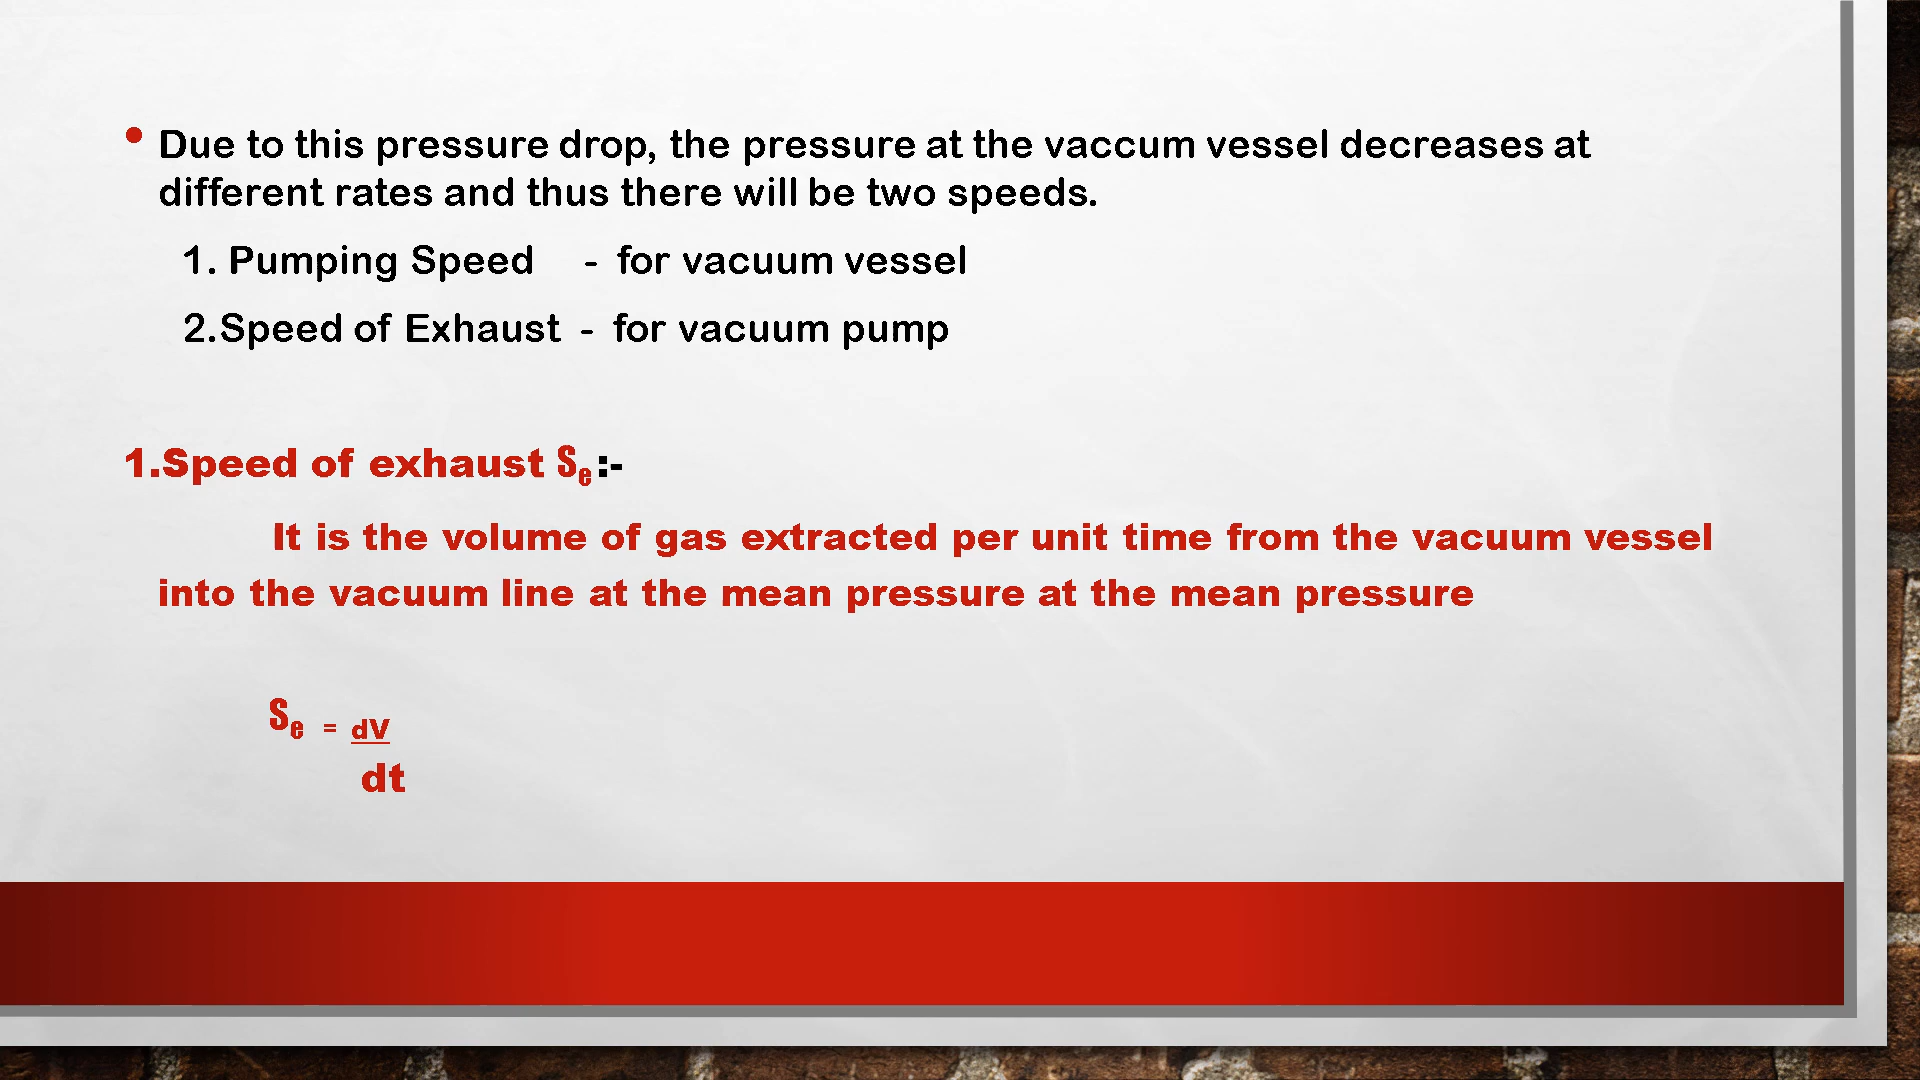 • Due to this pressure drop, the pressure at the vaccum vessel decreases at
different rates and thus there will be two speeds.
1. Pumping Speed - for vacuum vessel
2.Speed of Exhaust - for vacuum pump
1.Speed of exhaust Se :-
It is the volume of gas extracted per unit time from the vacuum vessel
into the vacuum line at the mean pressure at the mean pressure
Se = dV
dt